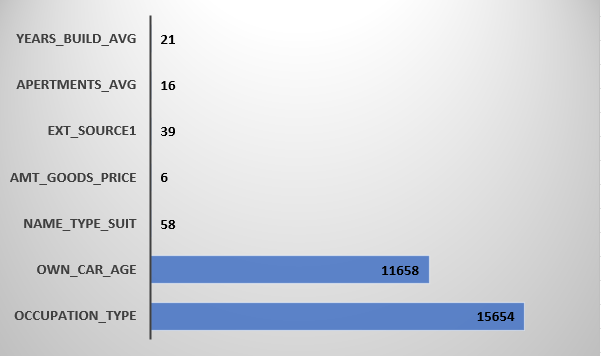 YEARS_BUILD_AVG 21
APERTMENTS_AVG 16
EXT_SOURCE1 39
AMT_GOODS_PRICE 6
NAME_TYPE_SUIT 58
OWN_CAR_AGE 11658
OCCUPATION_TYPE 15654